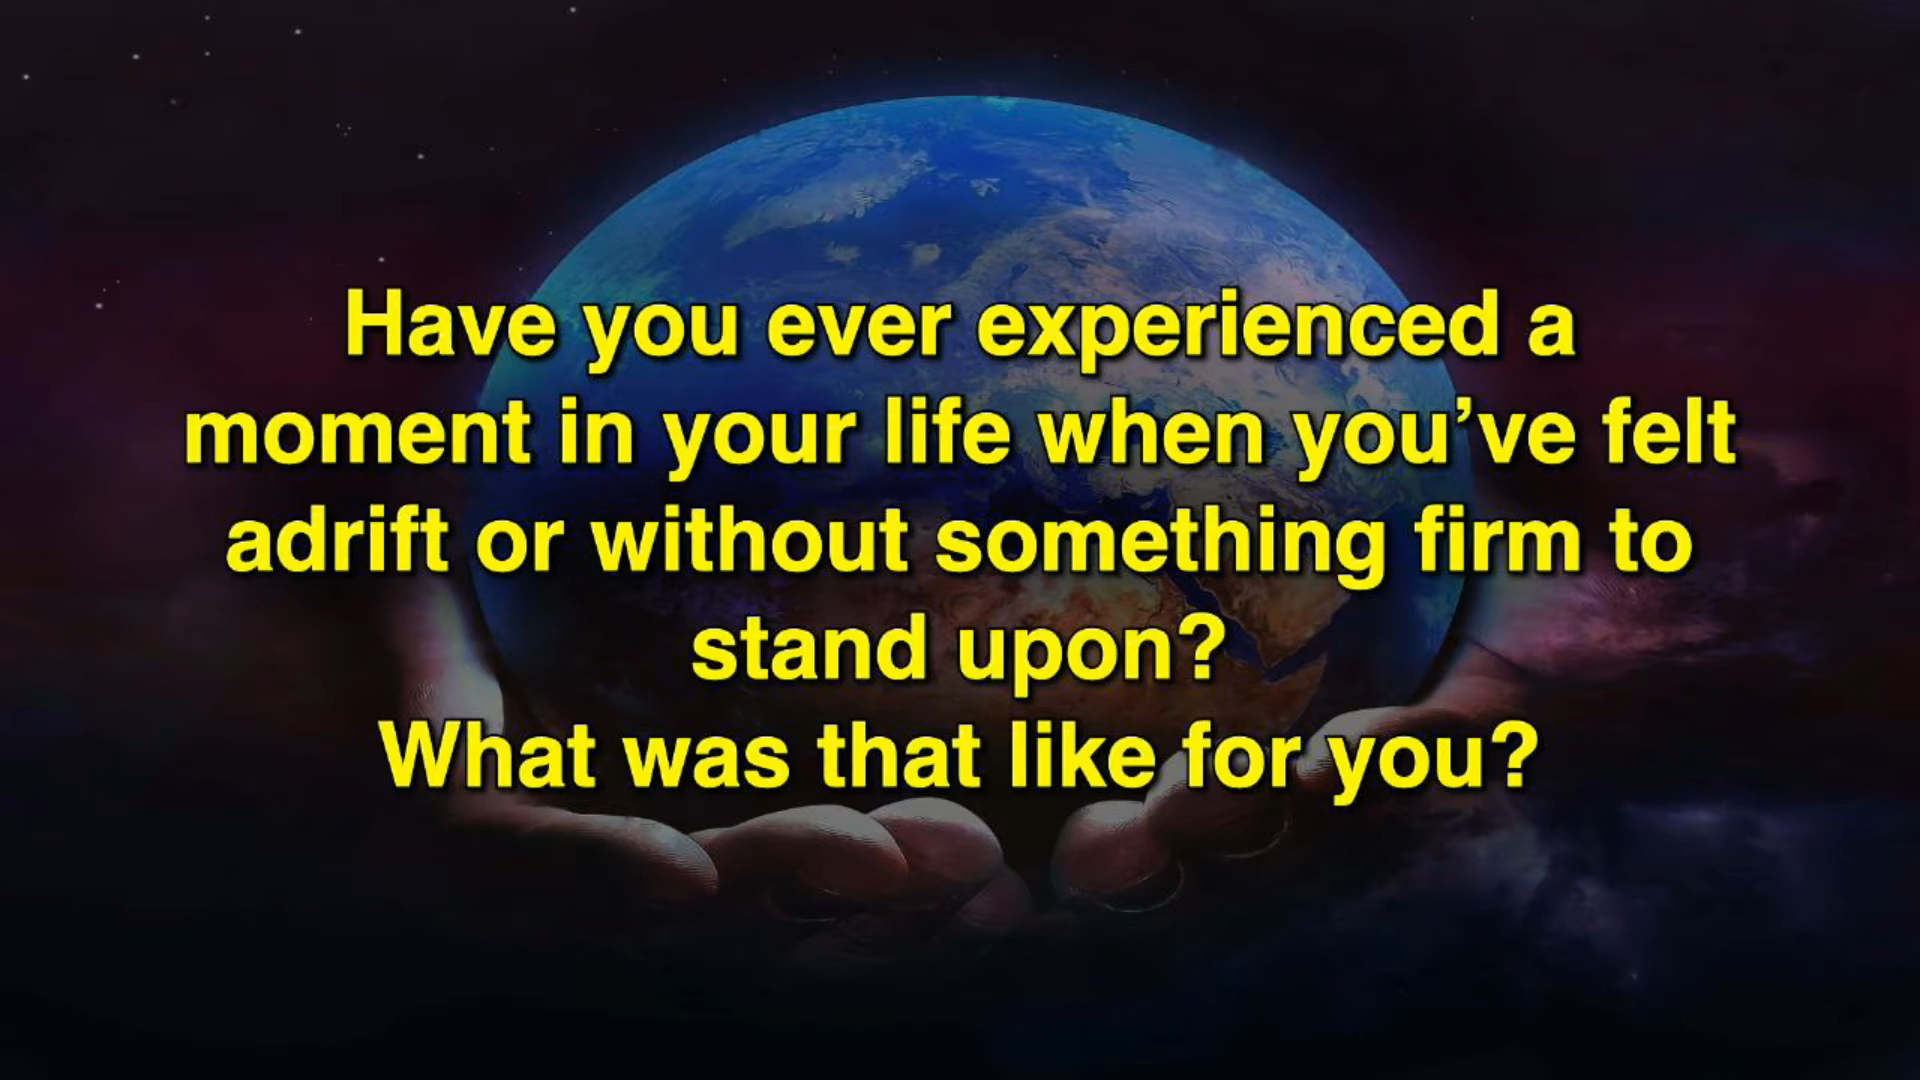 Have you ever experienced a
moment in your life when you’ve felt
adrift or without something firm to
stand upon?
What was that like for you?